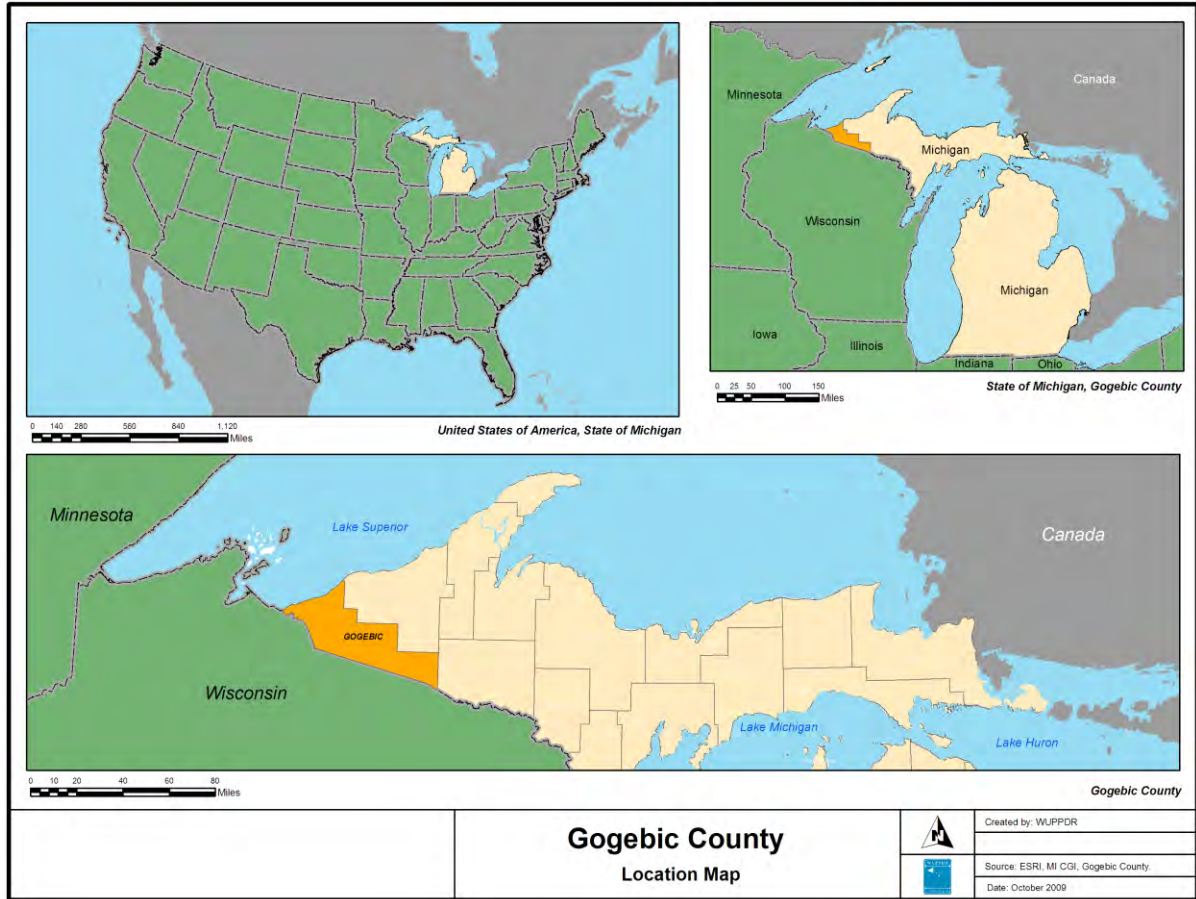 0 140 280 560 840 1,120
Miles
United States of America, State of Michigan
Canada
Minnesota
Michigan
Wisconsin
Michigan
Iowa
Illinois
Indiana
Ohio
0 25 50 100 150
Miles
State of Michigan, Gogebic County
Minnesota
Lake Superior
Canada
GOGEBIC
Wisconsin
Lake Michigan
Lake Huron
0 10 20 40 60 80
Miles
Gogebic County
Gogebic County
Location Map
N
Created by: WUPPDR
Source: ESRI, MI CGI, Gogebic County.
Date: October 2009